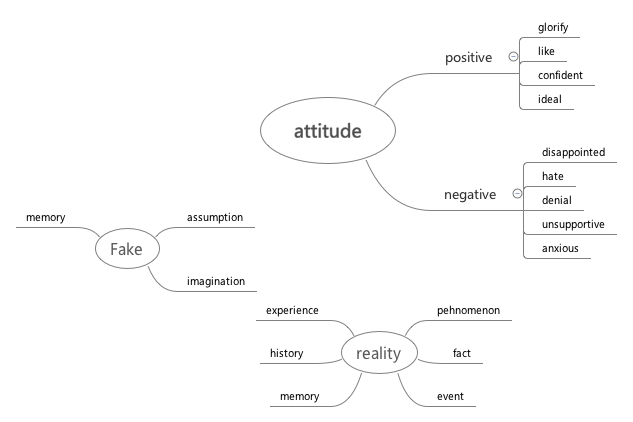 attitude
positive
glorify
like
confident
ideal
negative
disappointed
hate
denial
unsupportive
anxious
Fake
memory
assumption
imagination
reality
experience
history
memory
pehnomenon
fact
event